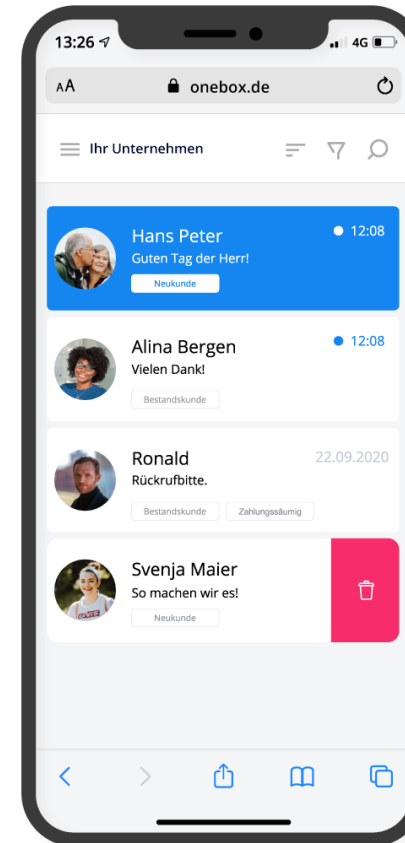 13:26
4G
AA
onebox.de
Ihr Unternehmen
Hans Peter
12:08
Guten Tag der Herr!
Neukunde
Alina Bergen
12:08
Vielen Dank!
Bestandskunde
Ronald
22.09.2020
Rückrufbitte.
Bestandskunde Zahlungssäumig
Svenja Maier
So machen wir es!
Neukunde